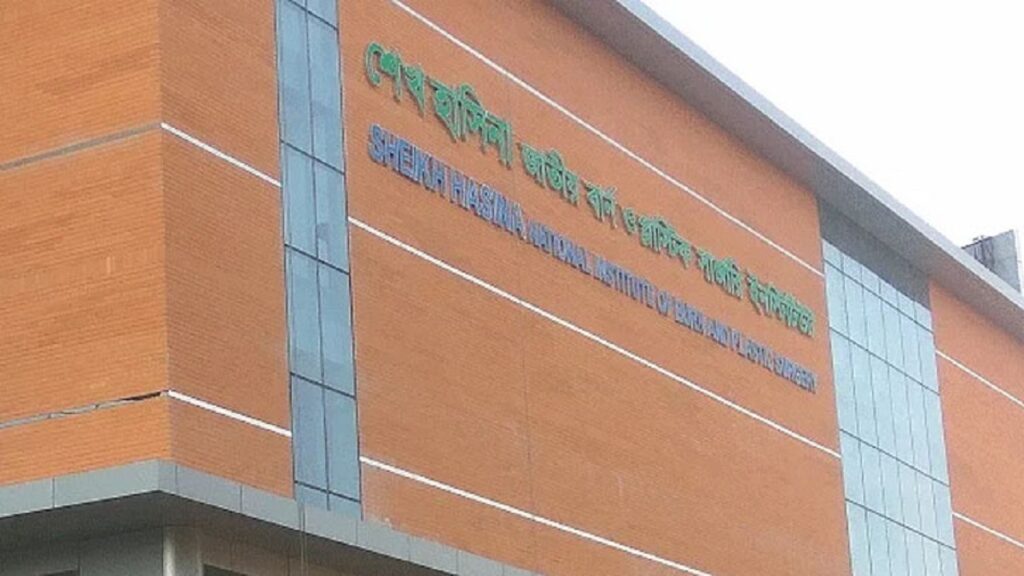 শেখ হাসিনা জাতীয় বার্ন ও প্লাস্টিক সার্জারি ইনস্টিটিউট
SHEIKH HASINA NATIONAL INSTITUTE OF BURN AND PLASTIC SURGERY